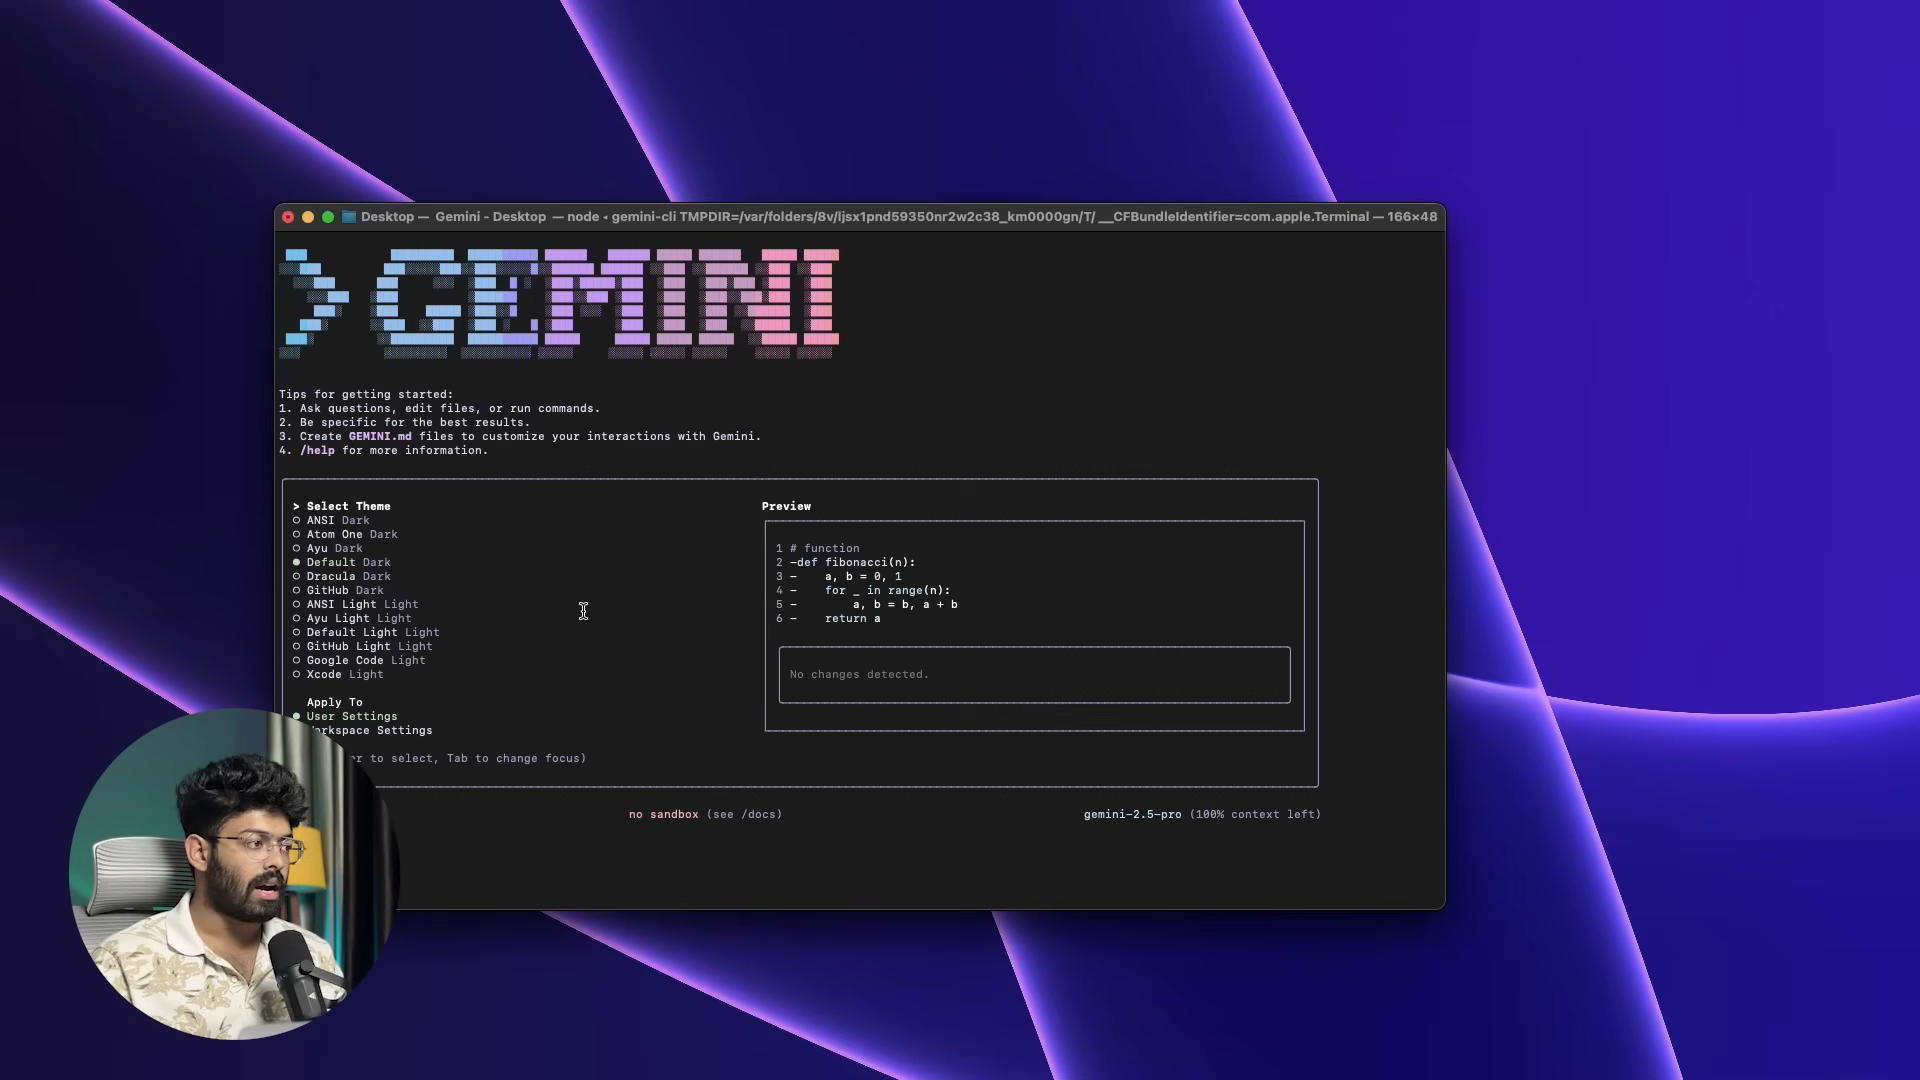 Desktop — Gemini - Desktop — node ◂ gemini-cli TMPDIR=/var/folders/8v/ljsx1pnd59350nr2w2c38_km0000gn/T/ __CFBundleIdentifier=com.apple.Terminal — 166×48
> GEMINI
Tips for getting started:
1. Ask questions, edit files, or run commands.
2. Be specific for the best results.
3. Create GEMINI.md files to customize your interactions with Gemini.
4. /help for more information.
> Select Theme
ANSI Dark
Atom One Dark
Ayu Dark
Default Dark
Dracula Dark
GitHub Dark
ANSI Light Light
Ayu Light Light
Default Light Light
GitHub Light Light
Google Code Light
Xcode Light
Apply To
User Settings
Settings
to select, Tab to change focus)
Preview
1 # function
2 -def fibonacci(n):
3 -    a, b = 0, 1
4 -    for _ in range(n):
5 -        a, b = b, a + b
6 -    return a
No changes detected.
no sandbox (see /docs)
gemini-2.5-pro (100% context left)